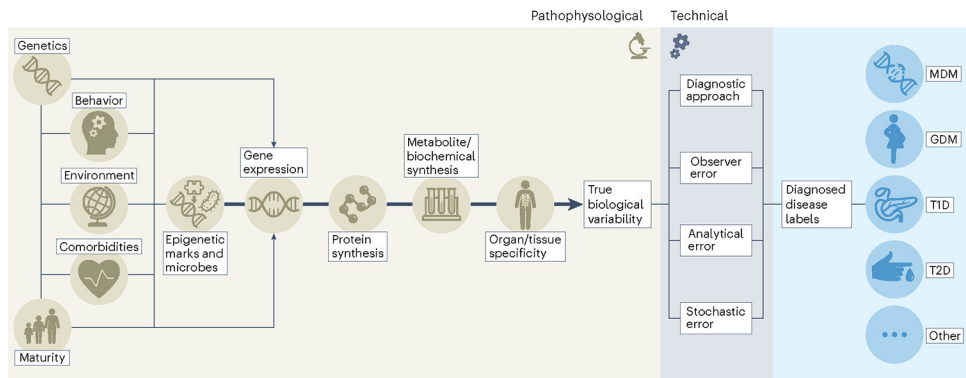 Pathophysological
Technical
Genetics
Behavior
Environment
Comorbidities
Maturity
Epigenetic
marks and
microbes
Gene
expression
Protein
synthesis
Metabolite/
biochemical
synthesis
Organ/tissue
specificity
True
biological
variability
Diagnostic
approach
Observer
error
Analytical
error
Stochastic
error
Diagnosed
disease
labels
MDM
GDM
T1D
T2D
Other